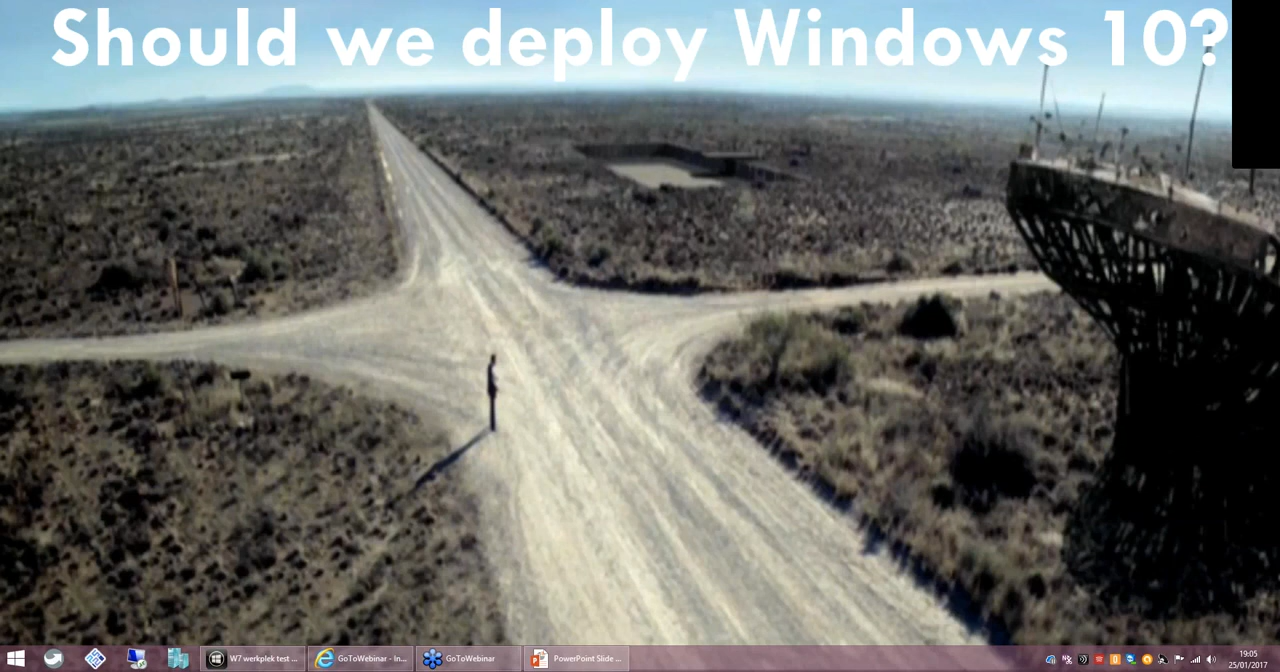 Should we deploy Windows 10?
W7 werkplek test ...
GoToWebinar - In...
GoToWebinar
PowerPoint Slide ...
19:05
25/01/2017